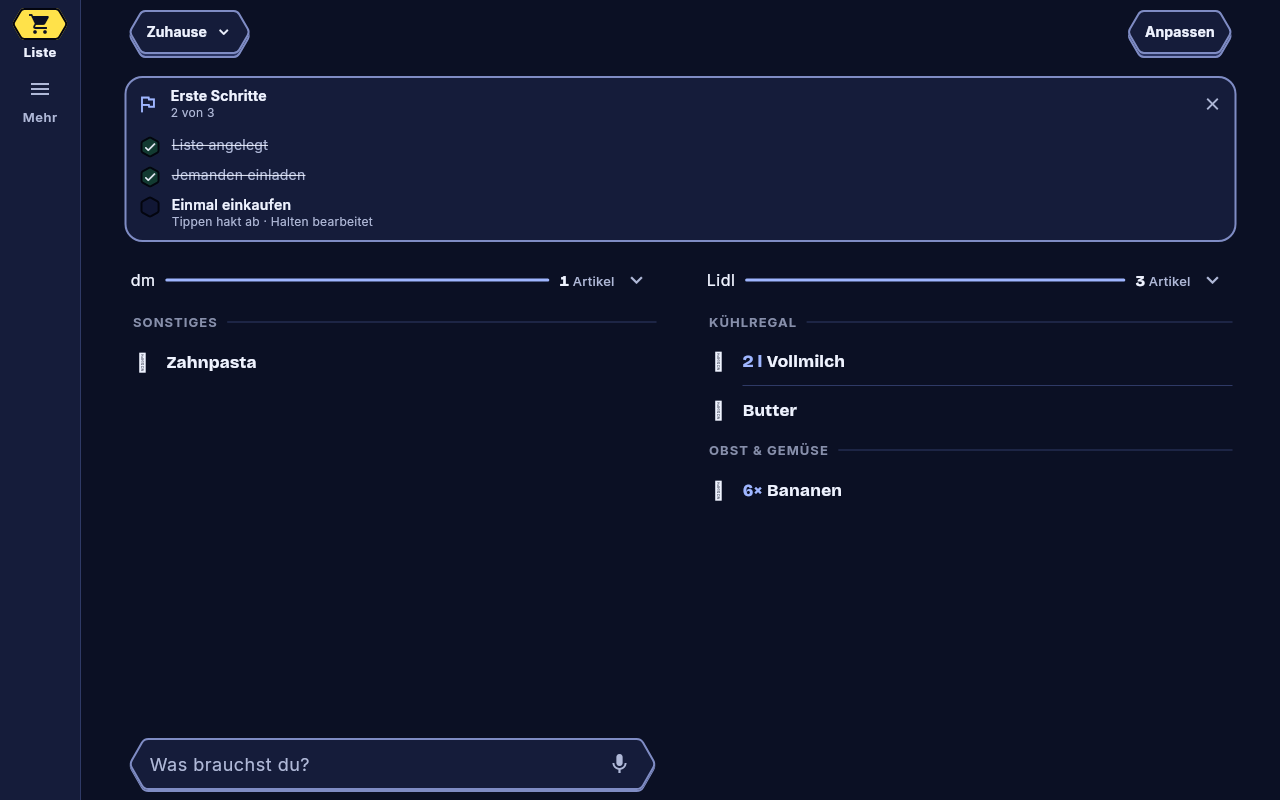 Liste
Mehr
Zuhause
Anpassen
Erste Schritte
2 von 3
Liste angelegt
Jemanden einladen
Einmal einkaufen
Tippen hakt ab · Halten bearbeitet
dm
1 Artikel
SONSTIGES
Zahnpasta
Lidl
3 Artikel
KÜHLREGAL
2 l Vollmilch
Butter
OBST & GEMÜSE
6× Bananen
Was brauchst du?